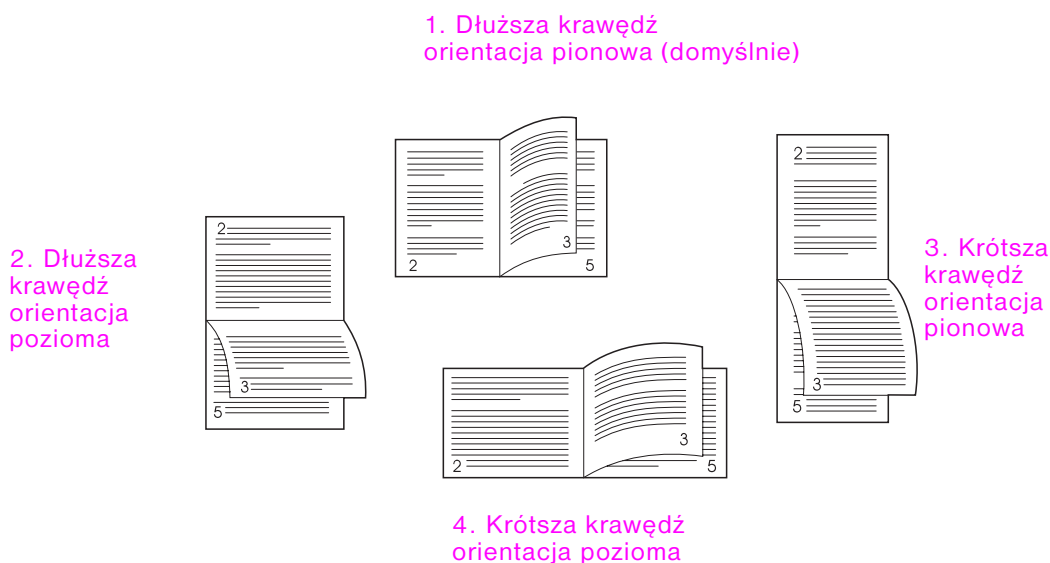 1. Dłuższa krawędź
orientacja pionowa (domyślnie)
2
3
5
2. Dłuższa
krawędź
orientacja
pozioma
2
3
5
3. Krótsza
krawędź
orientacja
pionowa
2
3
5
2
3
5
4. Krótsza krawędź
orientacja pozioma